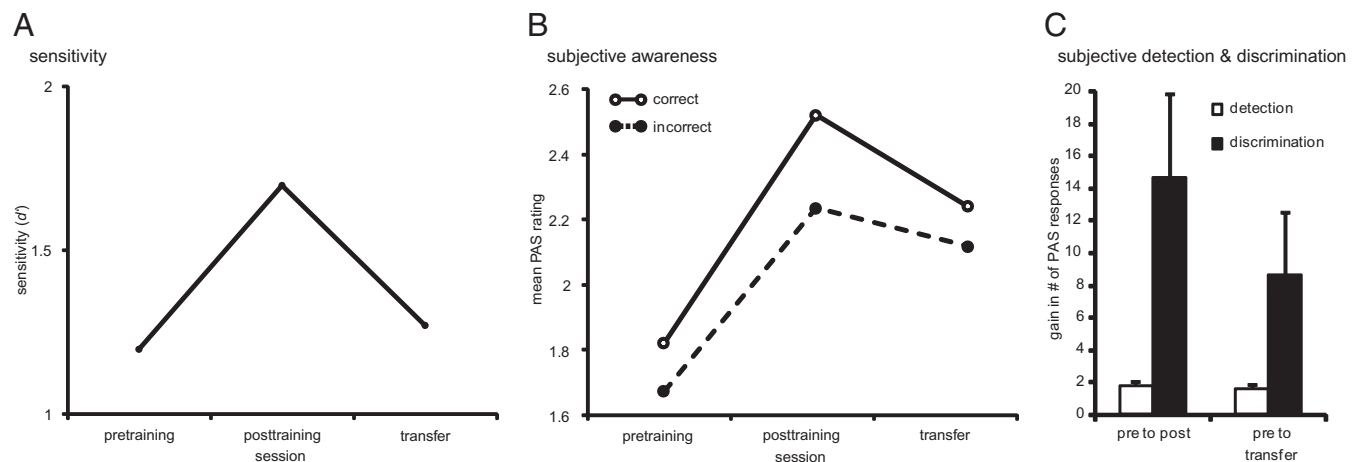 A
sensitivity
2
1.5
1
sensitivity (d')
pretraining
posttraining
transfer
session
B
subjective awareness
correct
incorrect
2.6
2.4
2.2
2
1.8
1.6
mean PAS rating
pretraining
posttraining
transfer
session
C
subjective detection & discrimination
detection
discrimination
20
18
16
14
12
10
8
6
4
2
0
gain in # of PAS responses
pre to post
pre to
transfer